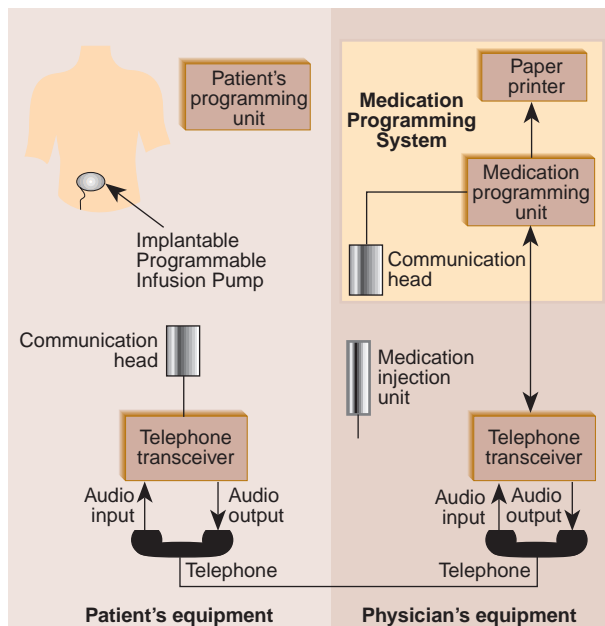 Patient's
programming
unit
Implantable
Programmable
Infusion Pump
Communication
head
Telephone
transceiver
Audio
input
Audio
output
Telephone
Patient's equipment
Medication
Programming
System
Paper
printer
Medication
programming
unit
Communication
head
Medication
injection
unit
Telephone
transceiver
Audio
input
Audio
output
Telephone
Physician's equipment